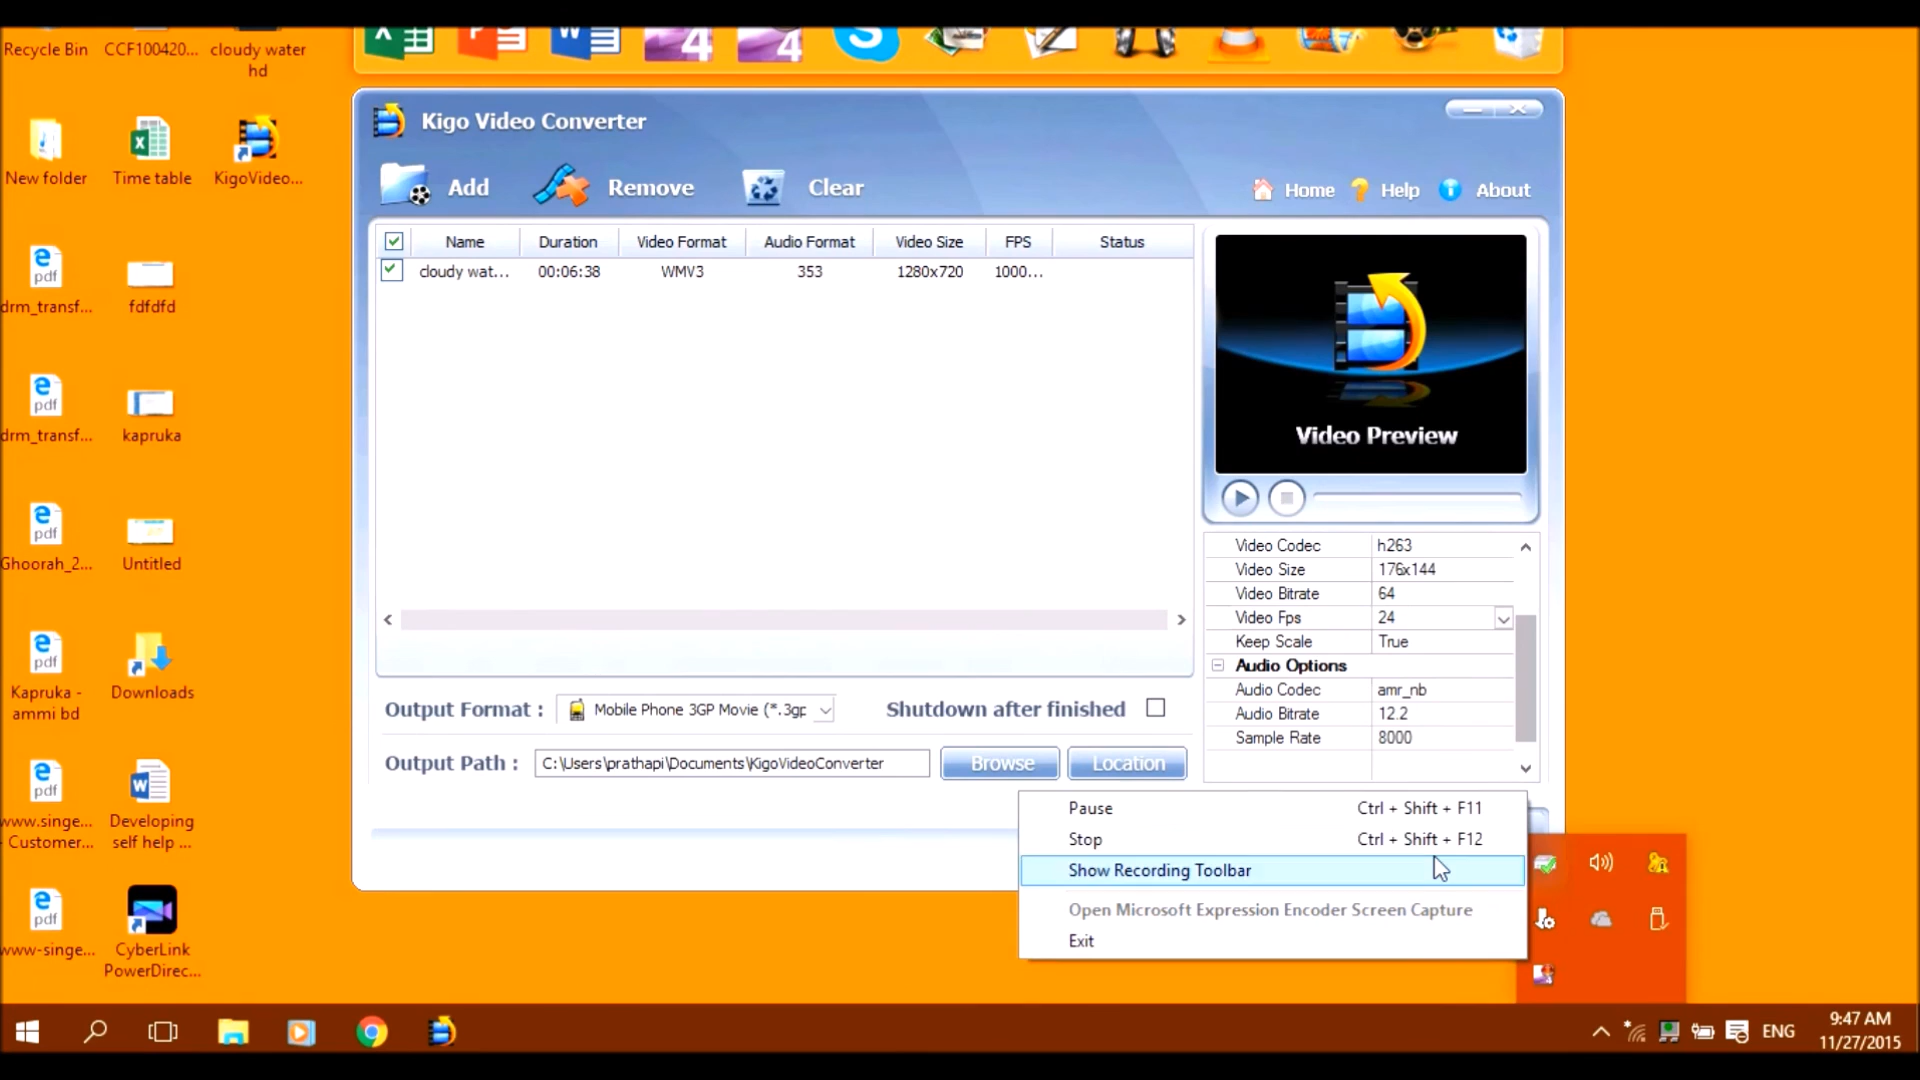 Recycle Bin
CCF100420...
cloudy water
hd
New folder
Time table
KigoVideo...
drm_transf...
fdfdfd
drm_transf...
kapruka
Ghoorah_2...
Untitled
Kapruka -
ammi bd
Downloads
www.singe...
- Customer...
Developing
self help ...
www-singe...
CyberLink
PowerDirec...
Kigo Video Converter
Add
Remove
Clear
Home
Help
About
Name
Duration
Video Format
Audio Format
Video Size
FPS
Status
cloudy wat...
00:06:38
WMV3
353
1280x720
1000...
Video Preview
Video Codec h263
Video Size 176x144
Video Bitrate 64
Video Fps 24
Keep Scale True
Audio Options
Audio Codec amr_nb
Audio Bitrate 12.2
Sample Rate 8000
Output Format :
Mobile Phone 3GP Movie (*.3gp
Shutdown after finished
Output Path :
C:\Users\prathapi\Documents\KigoVideoConverter
Browse
Location
Pause Ctrl + Shift + F11
Stop Ctrl + Shift + F12
Show Recording Toolbar
Open Microsoft Expression Encoder Screen Capture
Exit
ENG
9:47 AM
11/27/2015